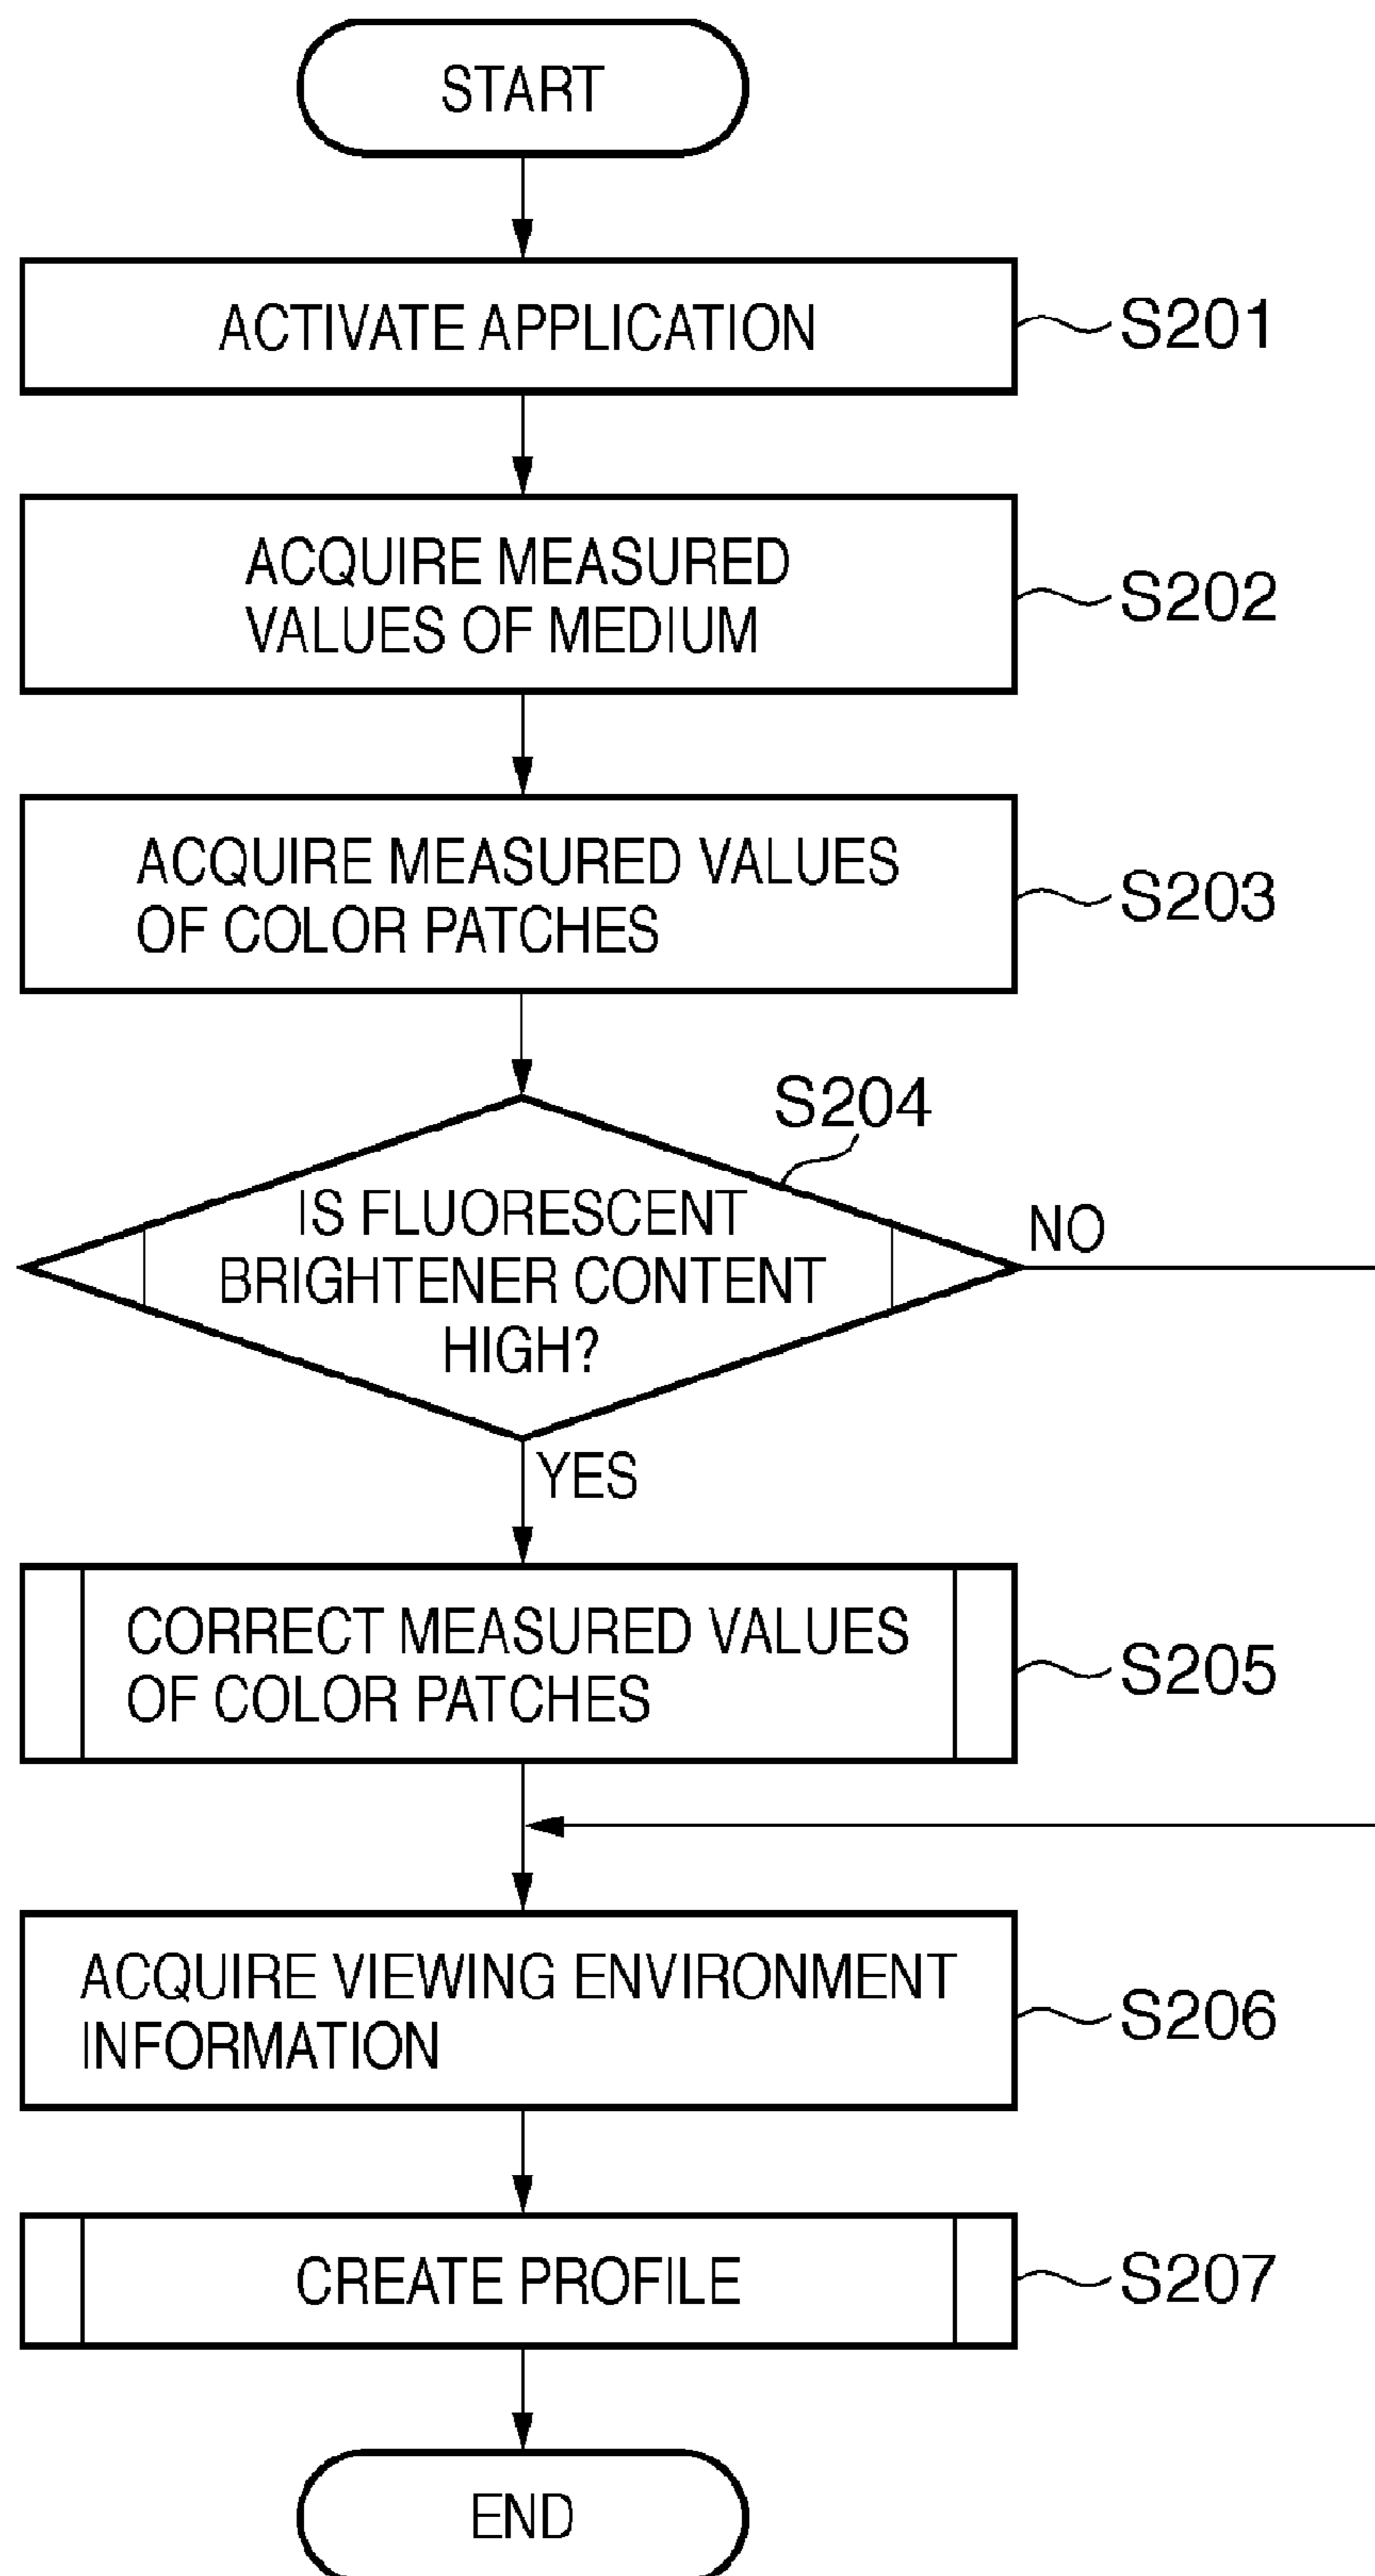 START
ACTIVATE APPLICATION
S201
ACQUIRE MEASURED
VALUES OF MEDIUM
S202
ACQUIRE MEASURED VALUES
OF COLOR PATCHES
S203
S204
IS FLUORESCENT
BRIGHTENER CONTENT
HIGH?
NO
YES
CORRECT MEASURED VALUES
OF COLOR PATCHES
S205
ACQUIRE VIEWING ENVIRONMENT
INFORMATION
S206
CREATE PROFILE
S207
END